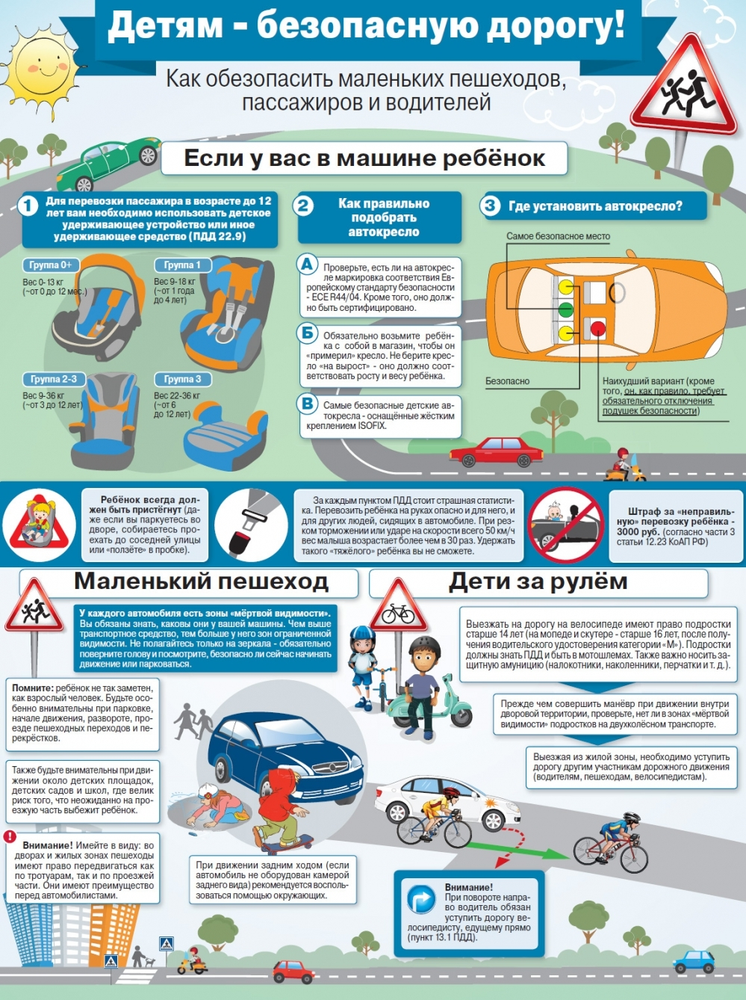 Детям - безопасную дорогу!
Как обезопасить маленьких пешеходов,
пассажиров и водителей
Если у вас в машине ребёнок
1
Для перевозки пассажира в возрасте до 12
лет вам необходимо использовать детское
удерживающее устройство или иное
удерживающее средство (ПДД 22.9)
Группа 0+
Вес 0-13 кг
(~от 0 до 12 мес.)
Группа 1
Вес 9-18 кг
(~от 1 года
до 4 лет)
Группа 2-3
Вес 9-36 кг
(~от 3 до 12 лет)
Группа 3
Вес 22-36 кг
(~от 6
до 12 лет)
2
Как правильно
подобрать
автокресло
А
Проверьте, есть ли на автокрес-
ле маркировка соответствия Ев-
ропейскому стандарту безопасности
- ECE R44/04. Кроме того, оно долж-
но быть сертифицировано.
Б
Обязательно возьмите ребён-
ка с собой в магазин, чтобы он
«примерил» кресло. Не берите крес-
ло «на вырост» - оно должно соот-
ветствовать росту и весу ребёнка.
В
Самые безопасные детские ав-
токресла - оснащённые жёстким
креплением ISOFIX.
3
Где установить автокресло?
Самое безопасное место
Безопасно
Наихудший вариант (кроме
того, он, как правило, требует
обязательного отключения
подушек безопасности)
Ребёнок всегда дол-
жен быть пристёгнут (да-
же если вы паркуетесь во
дворе, собираетесь про-
ехать до соседней улицы
или «ползёте» в пробке).
За каждым пунктом ПДД стоит страшная статисти-
ка. Перевозить ребёнка на руках опасно и для него, и
для других людей, сидящих в автомобиле. При рез-
ком торможении или ударе на скорости всего 50 км/ч
вес малыша возрастает более чем в 30 раз. Удержать
такого «тяжёлого» ребёнка вы не сможете.
Штраф за «неправиль-
ную» перевозку ребёнка -
3000 руб. (согласно части 3
статьи 12.23 КоАП РФ)
Маленький пешеход
У каждого автомобиля есть зоны «мёртвой видимости».
Вы обязаны знать, каковы они у вашей машины. Чем выше
транспортное средство, тем больше у него зон ограниченной
видимости. Не полагайтесь только на зеркала - обязательно
поверните голову и посмотрите, безопасно ли сейчас начинать
движение или парковаться.
Помните: ребёнок не так заметен,
как взрослый человек. Будьте осо-
бенно внимательны при парковке,
начале движения, развороте, про-
езде пешеходных переходов и пе-
рекрёстков.
Также будьте внимательны при дви-
жении около детских площадок,
детских садов и школ, где велик
риск того, что неожиданно на про-
езжую часть выбежит ребёнок.
!
Внимание! Имейте в виду: во
дворах и жилых зонах пешеходы
имеют право передвигаться как
по тротуарам, так и по проезжей
части. Они имеют преимущество
перед автомобилистами.
При движении задним ходом (если
автомобиль не оборудован камерой
заднего вида) рекомендуется восполь-
зоваться помощью окружающих.
Дети за рулём
Выезжать на дорогу на велосипеде имеют право подростки
старше 14 лет (на мопеде и скутере - старше 16 лет, после полу-
чения водительского удостоверения категории «М»). Подростки
должны знать ПДД и быть в мотошлемах. Также важно носить за-
щитную амуницию (налокотники, наколенники, перчатки и т. д.).
Прежде чем совершить манёвр при движении внутри
дворовой территории, проверьте, нет ли в зонах «мёртвой
видимости» подростков на двухколёсном транспорте.
Выезжая из жилой зоны, необходимо уступить
дорогу другим участникам дорожного движения
(водителям, пешеходам, велосипедистам).
Внимание!
При повороте напра-
во водитель обязан
уступить дорогу ве-
лосипедисту, едущему прямо
(пункт 13.1 ПДД).